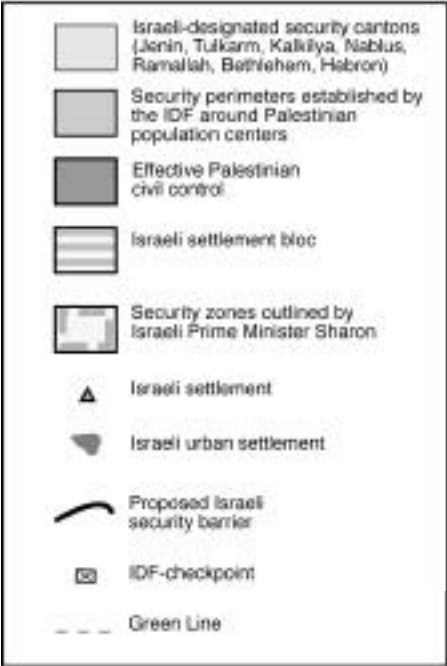 Israeli-designated security cantons
(Jenin, Tulkarm, Kalkilya, Nablus,
Ramallah, Bethlehem, Hebron)
Security perimeters established by
the IDF around Palestinian
population centers
Effective Palestinian
civil control
Israeli settlement bloc
Security zones outlined by
Israeli Prime Minister Sharon
Israeli settlement
Israeli urban settlement
Proposed Israeli
security barrier
IDF-checkpoint
Green Line